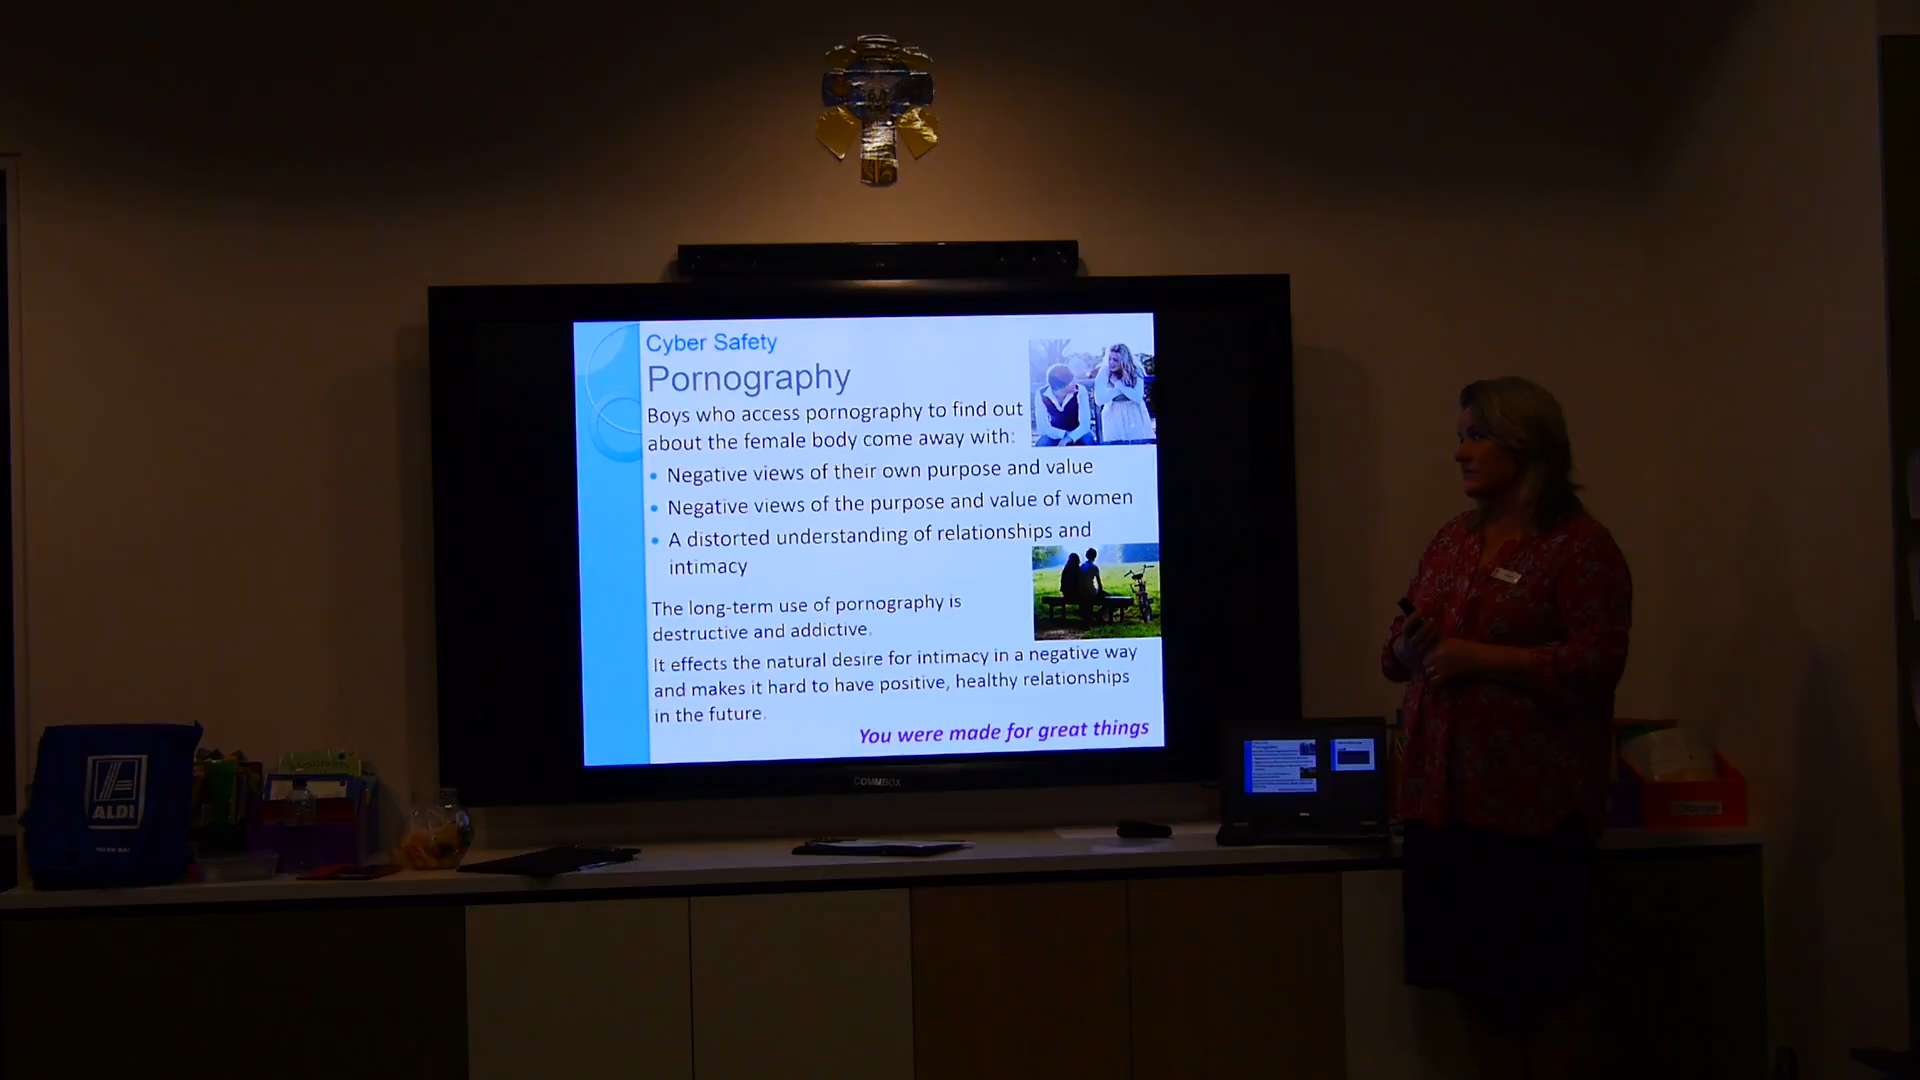 Cyber Safety
Pornography
Boys who access pornography to find out
about the female body come away with:
• Negative views of their own purpose and value
• Negative views of the purpose and value of women
• A distorted understanding of relationships and
intimacy
The long-term use of pornography is
destructive and addictive.
It effects the natural desire for intimacy in a negative way
and makes it hard to have positive, healthy relationships
in the future.
You were made for great things
COMMBOX
ALDI